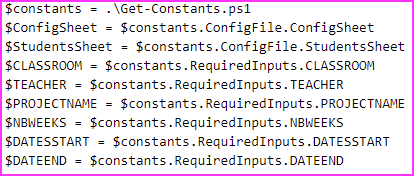 $constants = .\Get-Constants.ps1
$ConfigSheet = $constants.ConfigFile.ConfigSheet
$StudentsSheet = $constants.ConfigFile.StudentsSheet
$CLASSROOM = $constants.RequiredInputs.CLASSROOM
$TEACHER = $constants.RequiredInputs.TEACHER
$PROJECTNAME = $constants.RequiredInputs.PROJECTNAME
$NBWEEKS = $constants.RequiredInputs.NBWEEKS
$DATESSTART = $constants.RequiredInputs.DATESSTART
$DATEEND = $constants.RequiredInputs.DATEEND